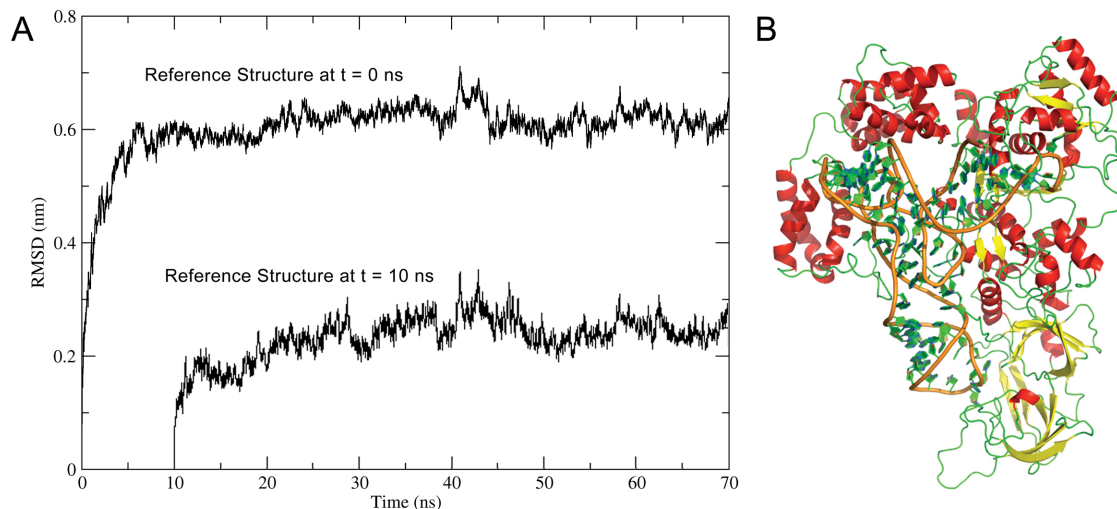 A
B
0.8
Reference Structure at t = 0 ns
0.6
RMSD (nm)
0.4
Reference Structure at t = 10 ns
0.2
0
0 10 20 30 40 50 60 70
Time (ns)